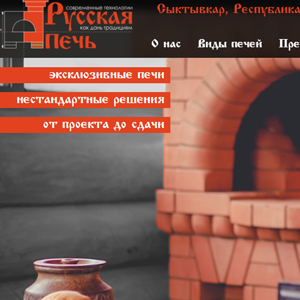 Русская
современные технологии
как дань традициям
Печь
Сыктывкар, Республика
О нас Виды печей Пре
эксклюзивные печи
нестандартные решения
от проекта до сдачи